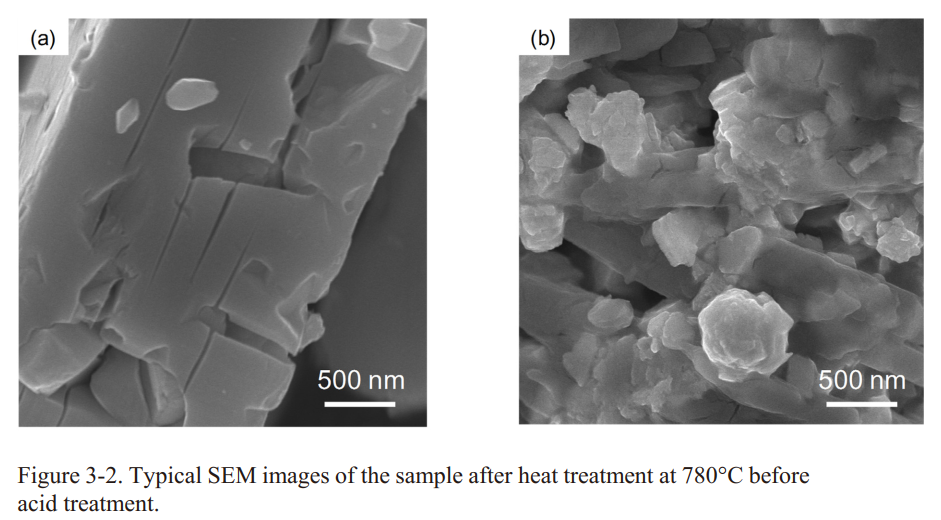 (a)
(b)
500 nm
500 nm
Figure 3-2. Typical SEM images of the sample after heat treatment at 780°C before
acid treatment.